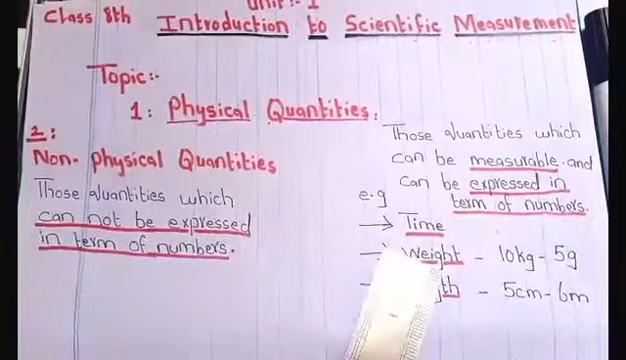 Unit :- 1
Class 8th
Introduction to Scientific Measurement
Topic:-
1: Physical Quantities.
Those Quantities which
can be measurable and
can be expressed in
term of numbers.
e.g
→ Time
→ Weight - 10kg - 5g
th - 5cm - 6m
2:
Non-Physical Quantities
Those Quantities which
can not be expressed
in term of numbers.